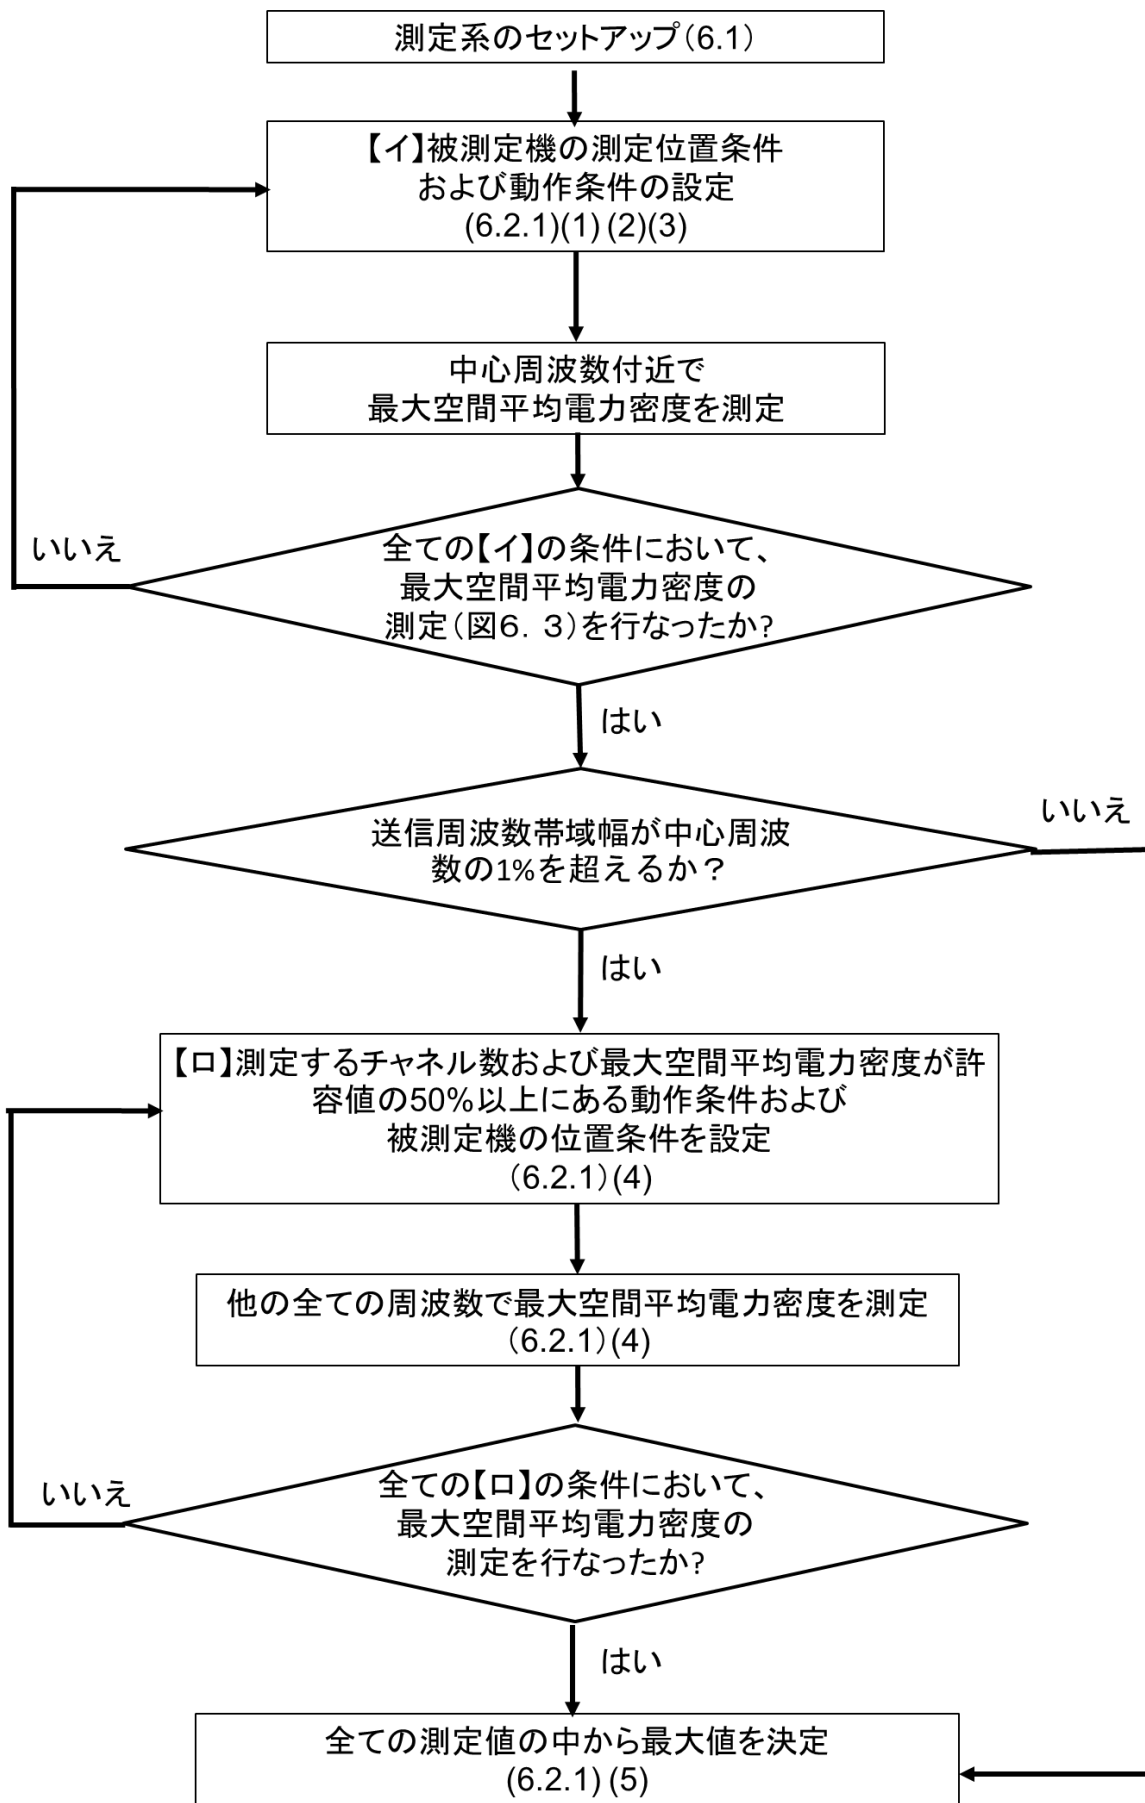 測定系のセットアップ（6.1）
【イ】被測定機の測定位置条件
および動作条件の設定
(6.2.1)(1) (2)(3)
中心周波数付近で
最大空間平均電力密度を測定
いいえ
全ての【イ】の条件において、
最大空間平均電力密度の
測定（図６．３）を行なったか?
はい
送信周波数帯域幅が中心周波
数の1%を超えるか？
いいえ
はい
【ロ】測定するチャネル数および最大空間平均電力密度が許
容値の50%以上にある動作条件および
被測定機の位置条件を設定
（6.2.1）(4)
他の全ての周波数で最大空間平均電力密度を測定
（6.2.1）(4)
いいえ
全ての【ロ】の条件において、
最大空間平均電力密度の
測定を行なったか?
はい
全ての測定値の中から最大値を決定
(6.2.1) (5)